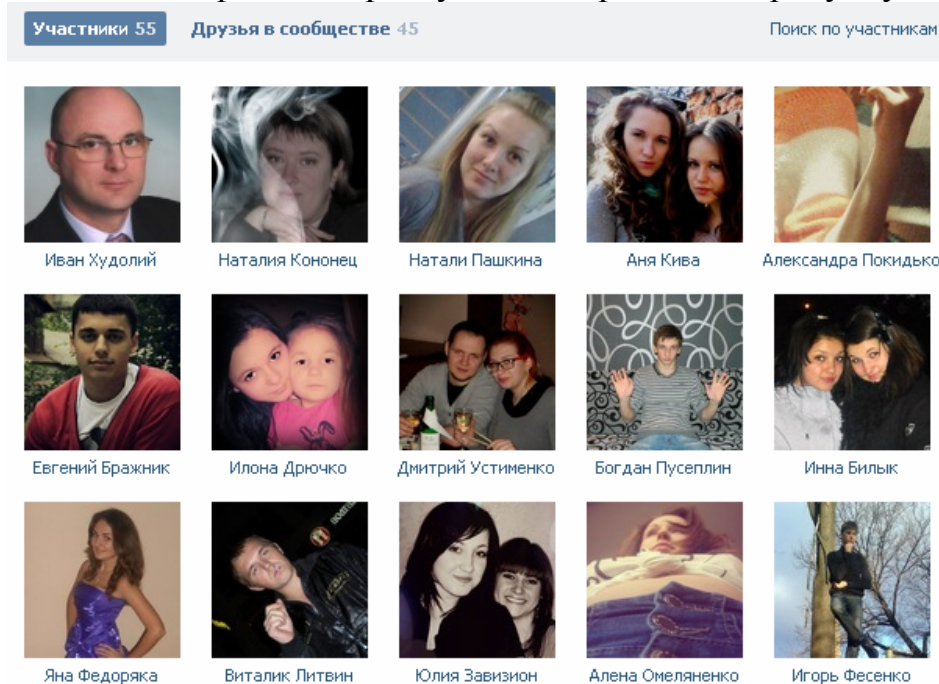 Участники 55 Друзья в сообществе 45 Поиск по участникам
Иван Худолий Наталия Кононец Натали Пашкина Аня Кива Александра Покидько
Евгений Бражник Илона Дрючко Дмитрий Устименко Богдан Пусеплин Инна Билык
Яна Федоряка Виталик Литвин Юлия Завизион Алена Омеляненко Игорь Фесенко